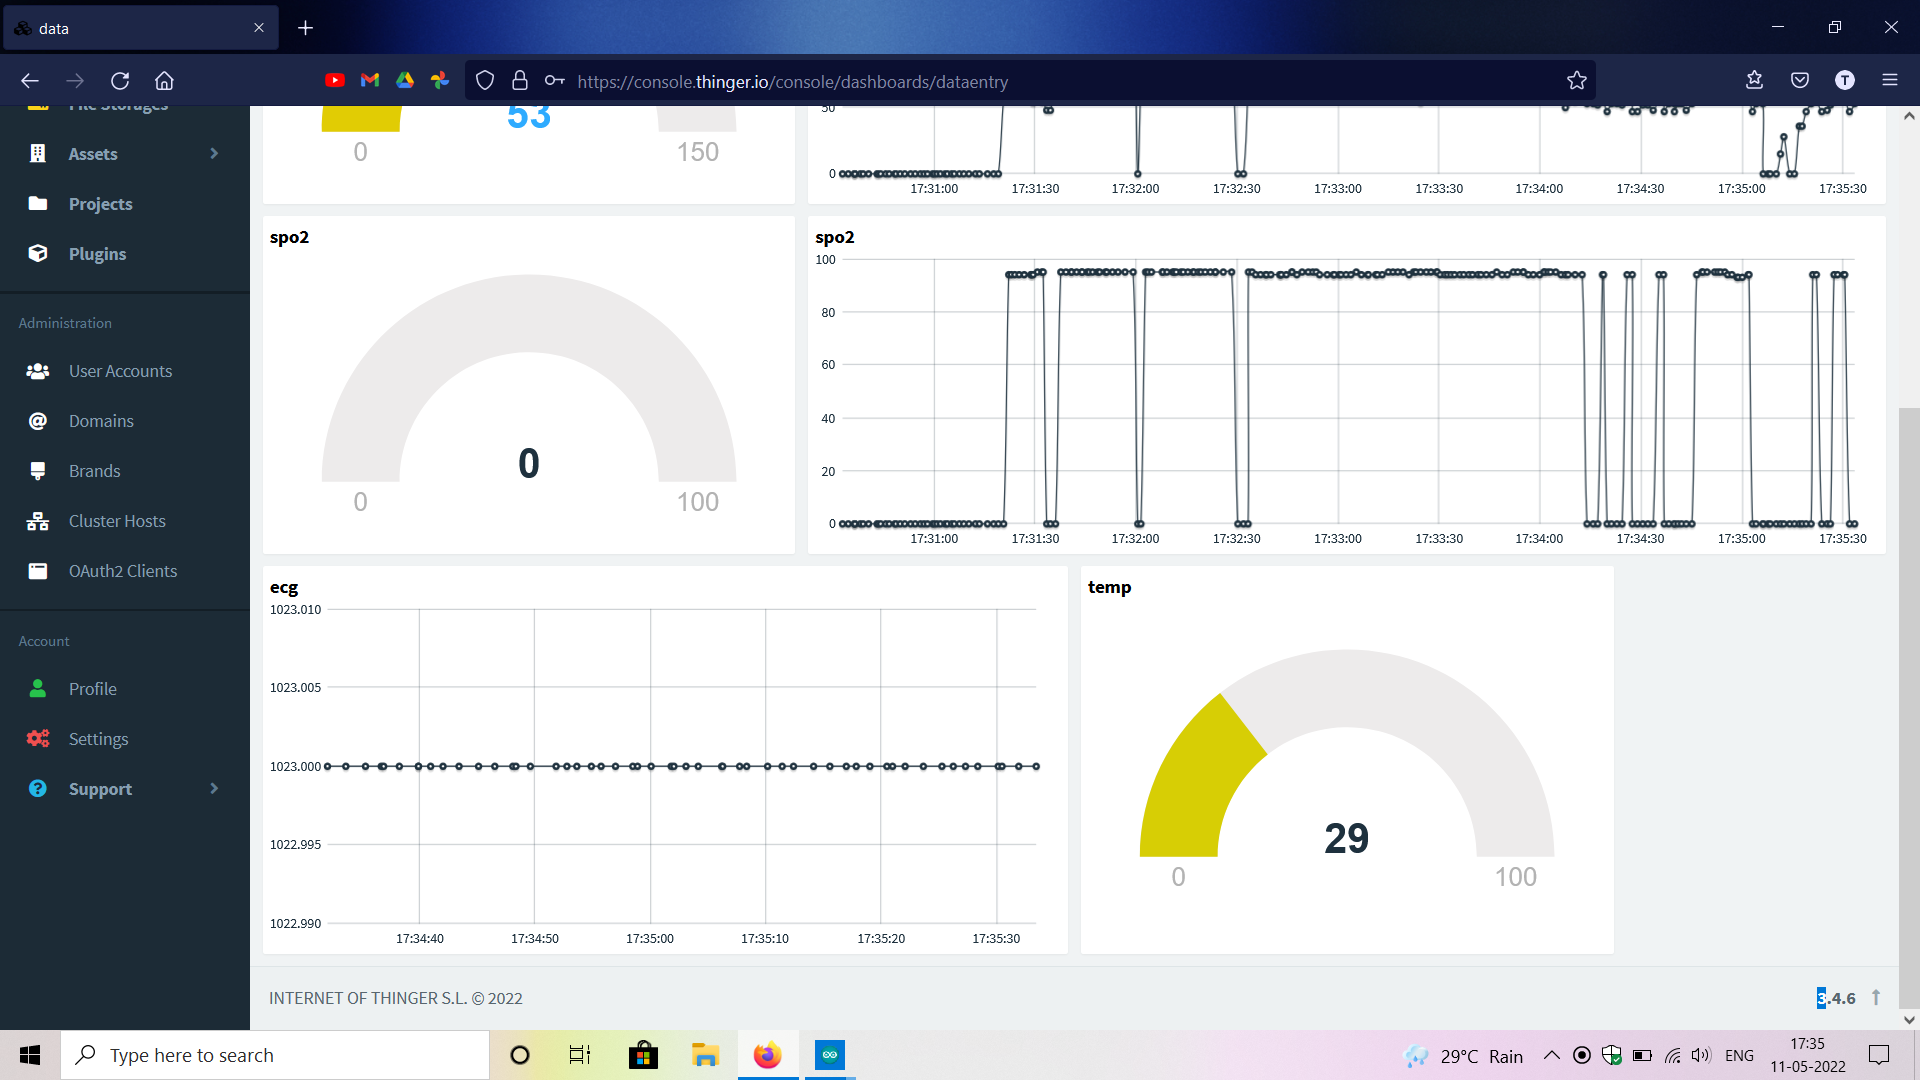 data
https://console.thinger.io/console/dashboards/dataentry
T
File Storages
Assets
Projects
Plugins
Administration
User Accounts
Domains
Brands
Cluster Hosts
OAuth2 Clients
Account
Profile
Settings
Support
53
0
150
50
0
17:31:00
17:31:30
17:32:00
17:32:30
17:33:00
17:33:30
17:34:00
17:34:30
17:35:00
17:35:30
spo2
0
0
100
spo2
100
80
60
40
20
0
17:31:00
17:31:30
17:32:00
17:32:30
17:33:00
17:33:30
17:34:00
17:34:30
17:35:00
17:35:30
ecg
1023.010
1023.005
1023.000
1022.995
1022.990
17:34:40
17:34:50
17:35:00
17:35:10
17:35:20
17:35:30
temp
29
0
100
INTERNET OF THINGER S.L. © 2022
3.4.6
Type here to search
29°C Rain
ENG
17:35
11-05-2022